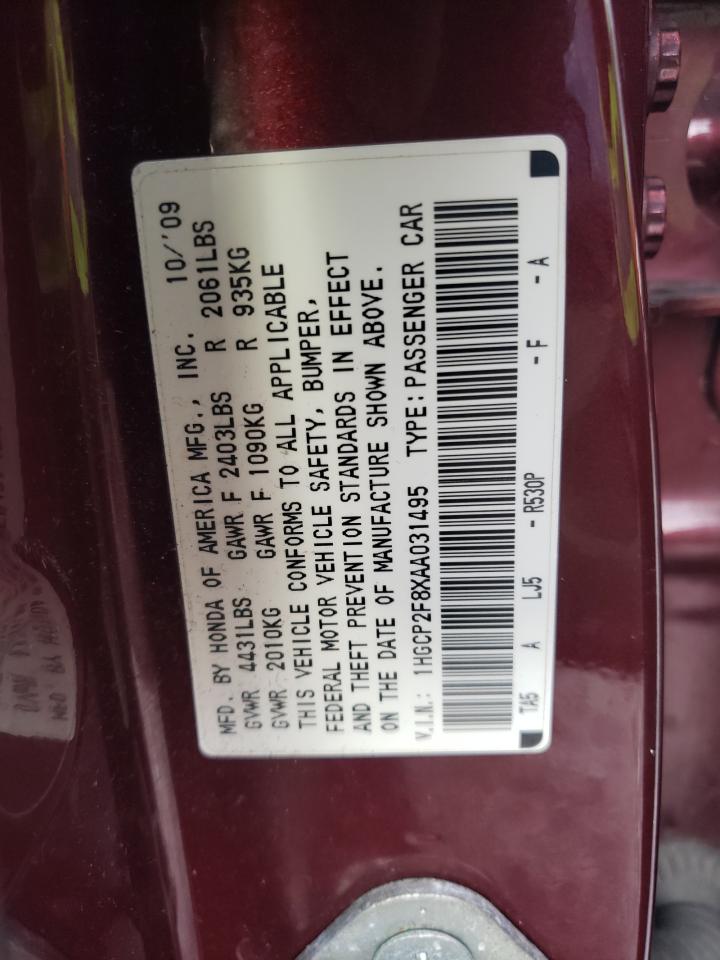 MFD. BY HONDA OF AMERICA MFG., INC. 10/'09
GVWR 4431LBS GAWR F 2403LBS R 2061LBS
GVWR 2010KG GAWR F 1090KG R 935KG
THIS VEHICLE CONFORMS TO ALL APPLICABLE
FEDERAL MOTOR VEHICLE SAFETY, BUMPER,
AND THEFT PREVENTION STANDARDS IN EFFECT
ON THE DATE OF MANUFACTURE SHOWN ABOVE.
V.I.N.: 1HGCP2F8XAA031495 TYPE: PASSENGER CAR
TA5 A LJ5 - R530P - F - A